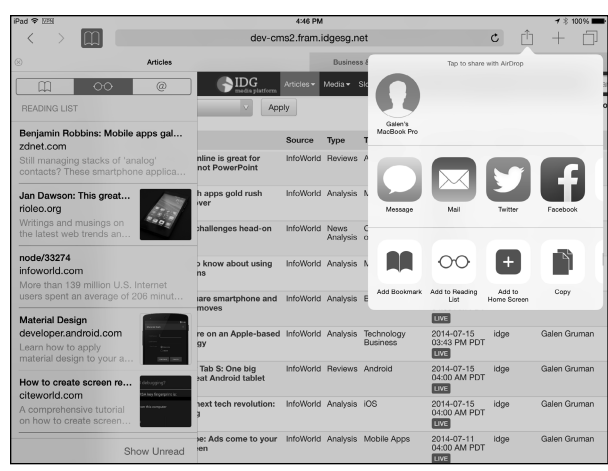 iPad VPN 4:46 PM 100%
dev-cms2.fram.idgesg.net
Articles
Business &
@
READING LIST
Benjamin Robbins: Mobile apps gal...
zdnet.com
Still managing stacks of 'analog'
contacts? These smartphone applica...
Jan Dawson: This great...
rioleo.org
Writings and musings on
the latest web trends an...
node/33274
infoworld.com
More than 139 million U.S. Internet
users spent an average of 206 minut...
Material Design
developer.android.com
Learn how to apply
material design to your a...
How to create screen re...
citeworld.com
A comprehensive tutorial
on how to create screen...
Show Unread
IDG
media platform
Articles Media
Apply
Source Type
nline is great for InfoWorld Reviews
not PowerPoint
h apps gold rush InfoWorld Analysis
ver
hallenges head-on InfoWorld News
Analysis
o know about using InfoWorld Analysis
ns
are smartphone and InfoWorld Analysis
moves
LIVE
re on an Apple-based InfoWorld Analysis Technology 2014-07-15 idge Galen Gruman
gy Business 03:43 PM PDT
LIVE
Tab S: One big InfoWorld Reviews Android 2014-07-15 idge Galen Gruman
eat Android tablet 04:00 AM PDT
LIVE
next tech revolution: InfoWorld Analysis iOS 2014-07-15 idge Galen Gruman
g 04:00 AM PDT
LIVE
e: Ads come to your InfoWorld Analysis Mobile Apps 2014-07-11 idge Galen Gruman
en 04:00 AM PDT
LIVE
Tap to share with AirDrop
Galen's
MacBook Pro
Message Mail Twitter Facebook
Add Bookmark Add to Reading List Add to Home Screen Copy